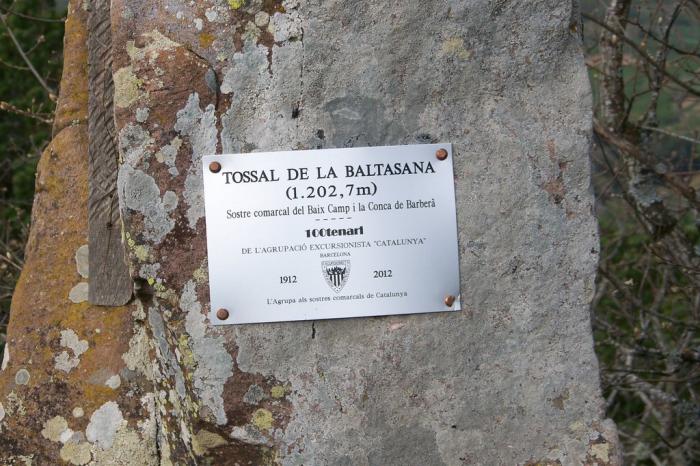 TOSSAL DE LA BALTASANA
(1.202,7m)
Sostre comarcal del Baix Camp i la Conca de Barberà
-----
100tenari
DE L'AGRUPACIÓ EXCURSIONISTA "CATALUNYA"
BARCELONA
1912 2012
L'Agrupa als sostres comarcals de Catalunya